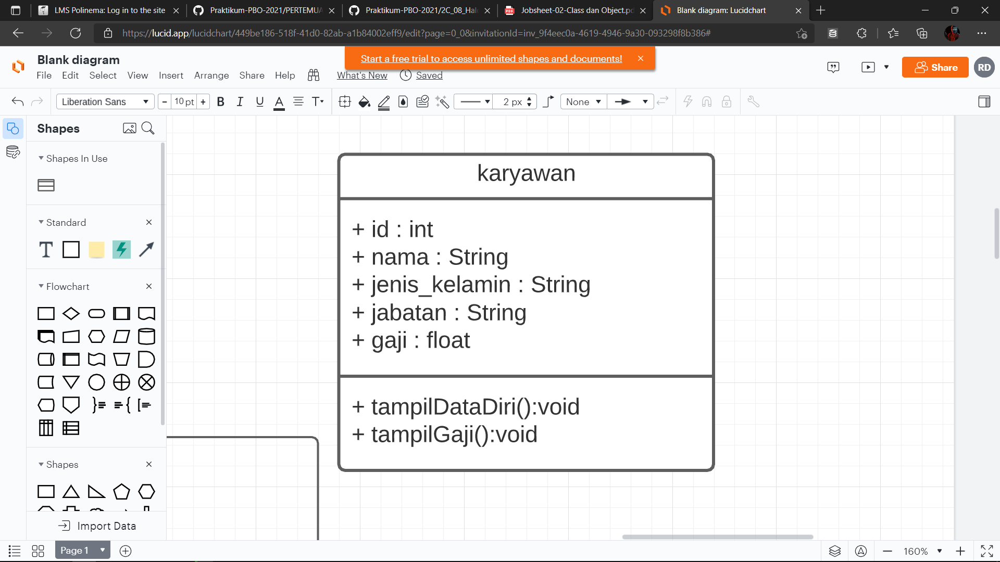 LMS Polinema: Log in to the site
Praktikum-PBO-2021/PERTEMUA
Praktikum-PBO-2021/2C_08_Hal
Jobsheet-02-Class dan Object.pd
Blank diagram: Lucidchart
https://lucid.app/lucidchart/449be186-518f-41d0-82ab-a1b84002eff9/edit?page=0_0&invitationId=inv_9f4eec0a-4619-4946-9a30-093298f8b386#
Blank diagram
Start a free trial to access unlimited shapes and documents!
File Edit Select View Insert Arrange Share Help What's New Saved
Share
RD
Liberation Sans
10 pt
B I U A T
2 px
None
Shapes
Shapes In Use
Standard
T
Flowchart
Shapes
Import Data
karyawan
+ id : int
+ nama : String
+ jenis_kelamin : String
+ jabatan : String
+ gaji : float
+ tampilDataDiri():void
+ tampilGaji():void
Page 1
160%